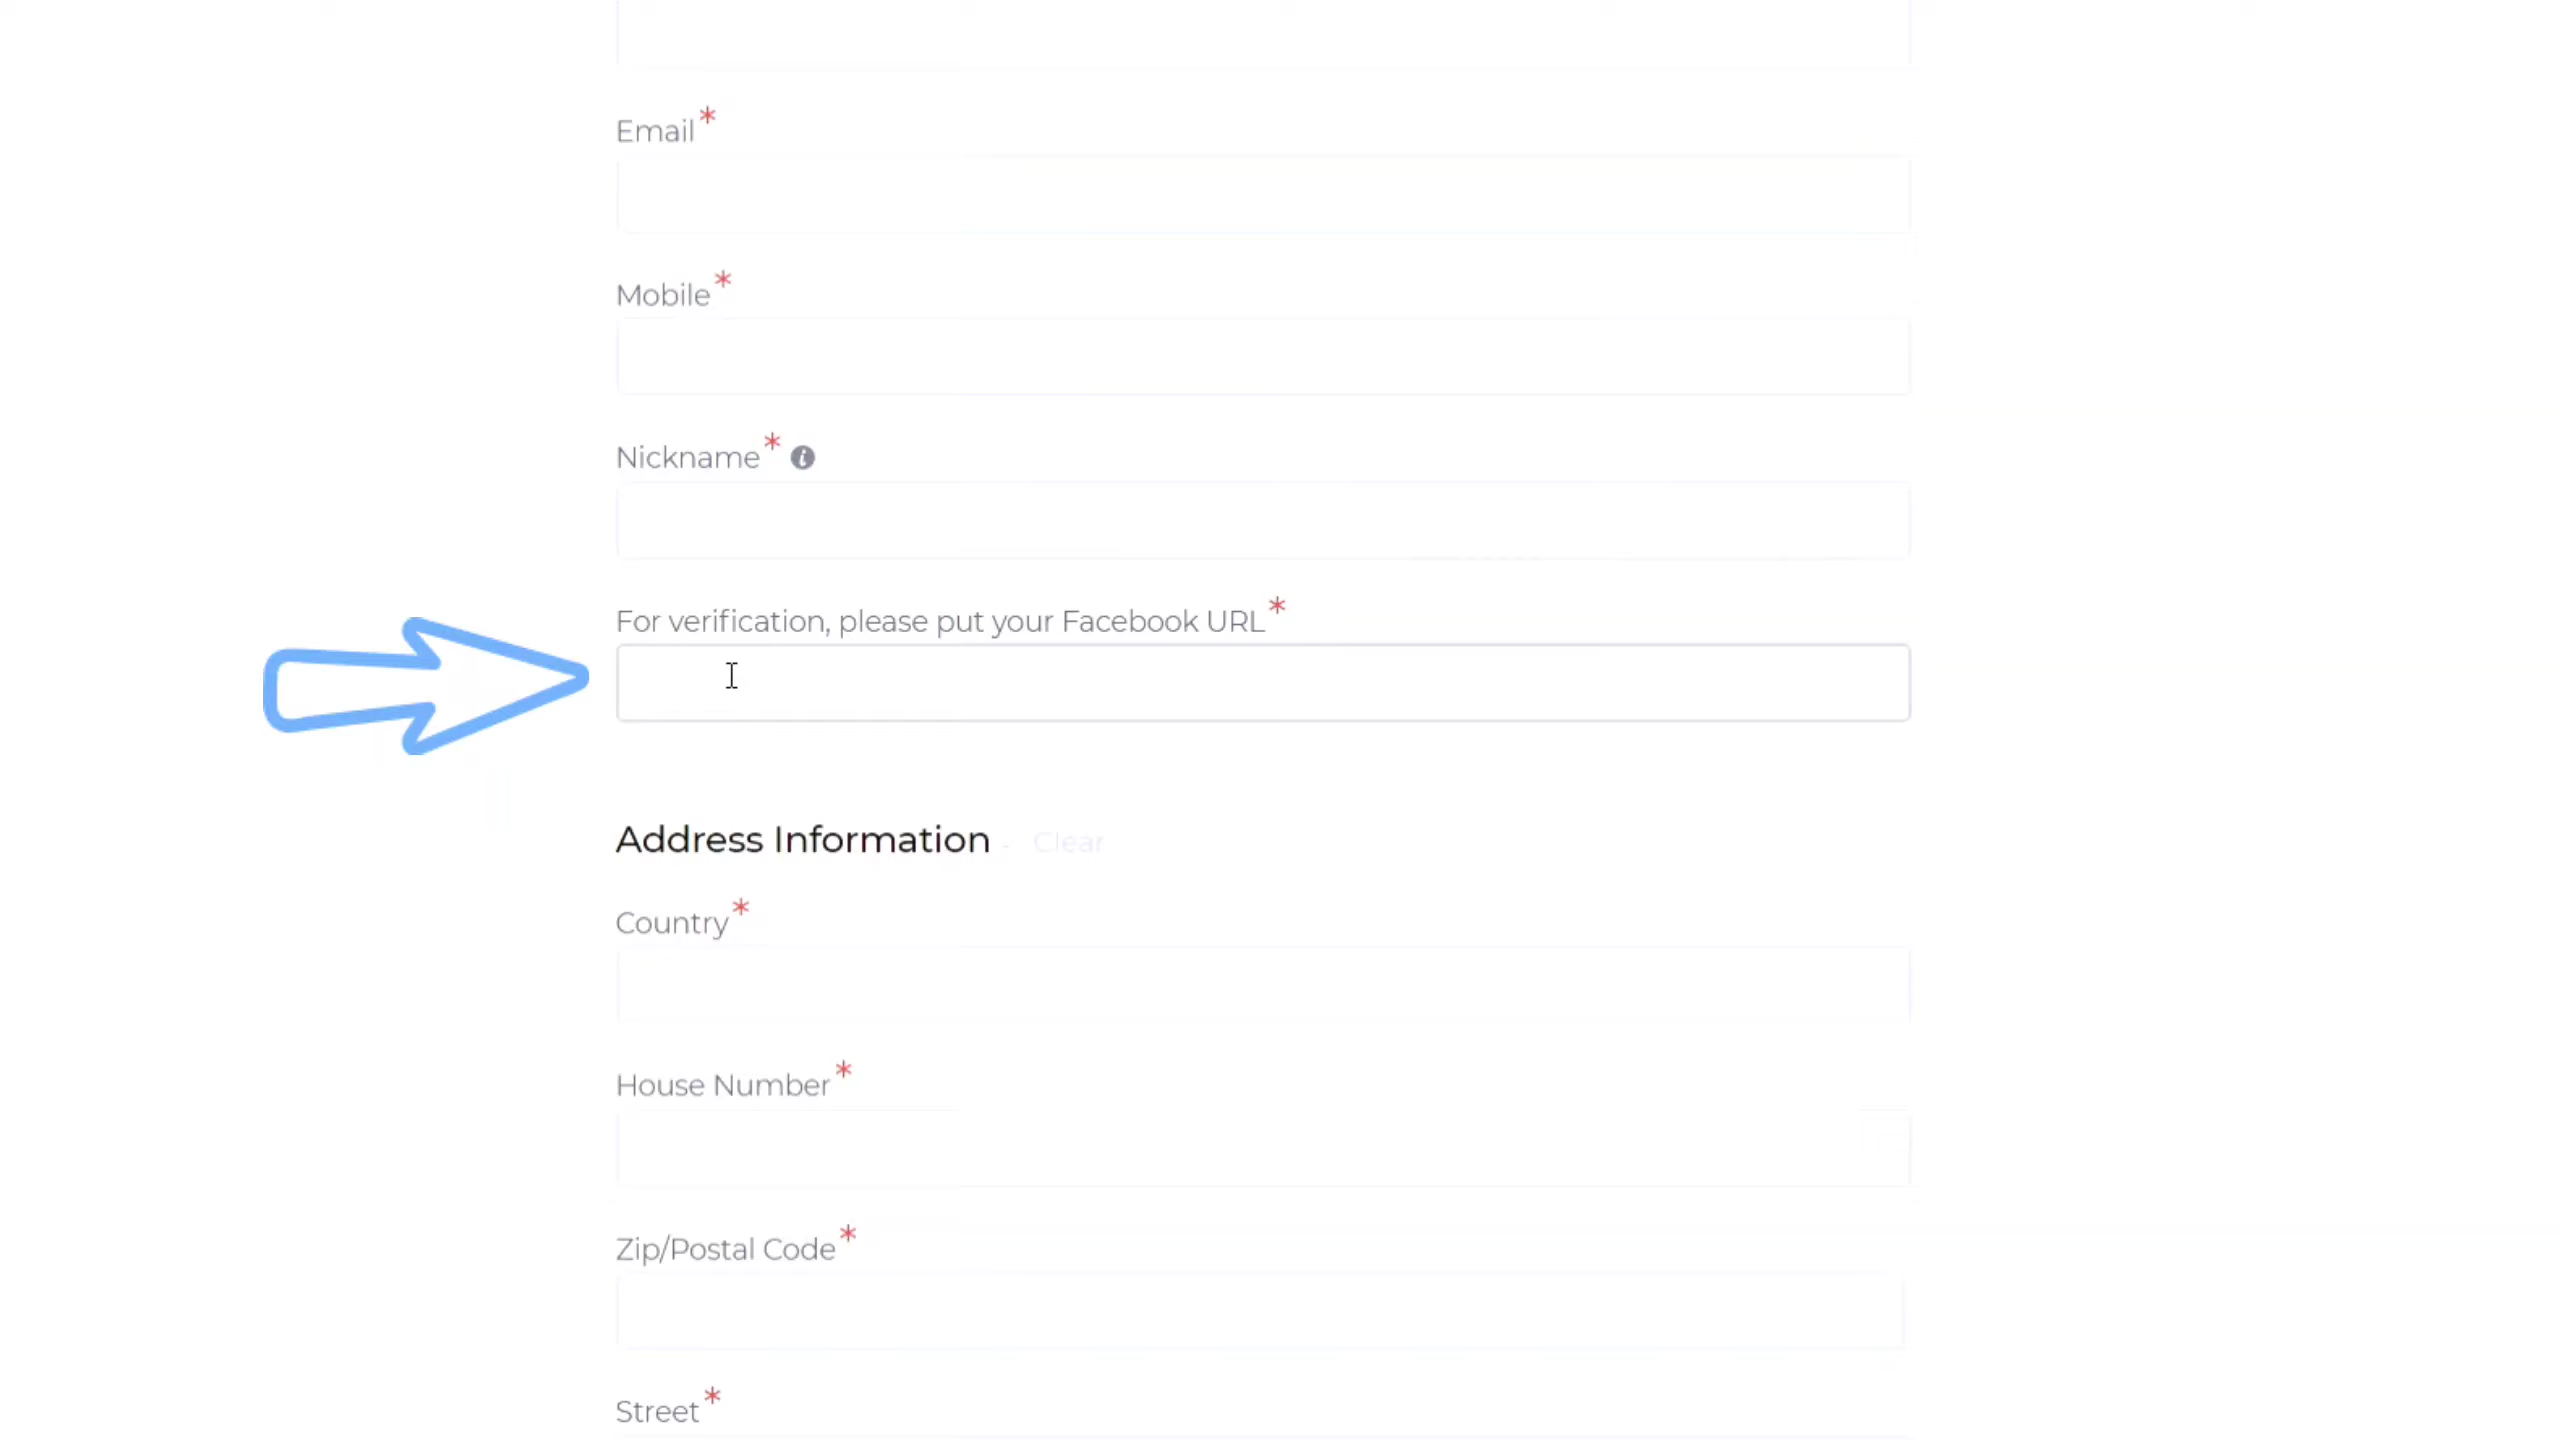 Email*
Mobile*
Nickname*
For verification, please put your Facebook URL*
Address Information - Clear
Country*
House Number*
Zip/Postal Code*
Street*